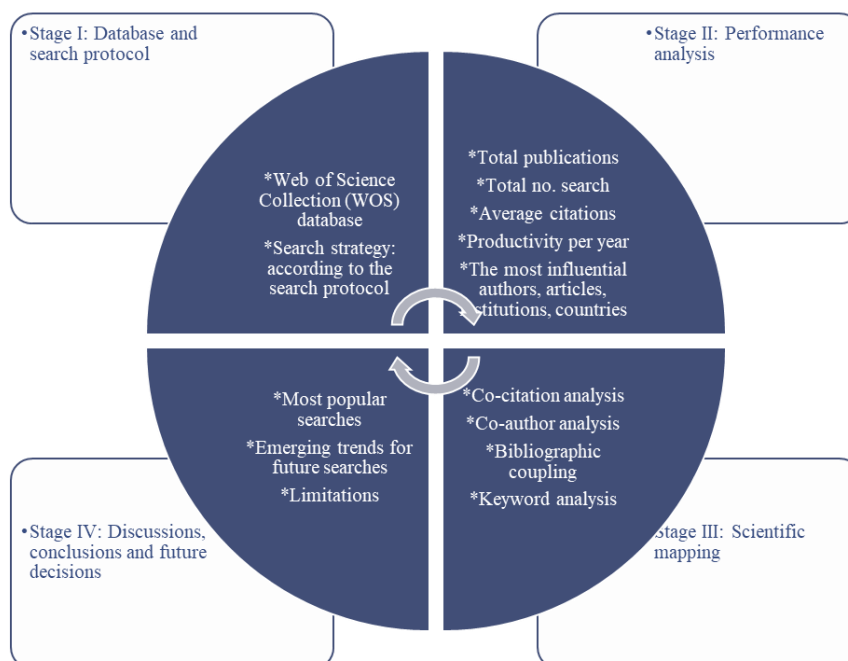 •Stage I: Database and
search protocol
•Stage II: Performance
analysis
*Web of Science
Collection (WOS)
database
*Search strategy:
according to the
search protocol
*Total publications
*Total no. search
*Average citations
*Productivity per year
*The most influential
authors, articles,
institutions, countries
*Most popular
searches
*Emerging trends for
future searches
*Limitations
*Co-citation analysis
*Co-author analysis
*Bibliographic
coupling
*Keyword analysis
•Stage IV: Discussions,
conclusions and future
decisions
Stage III: Scientific
mapping